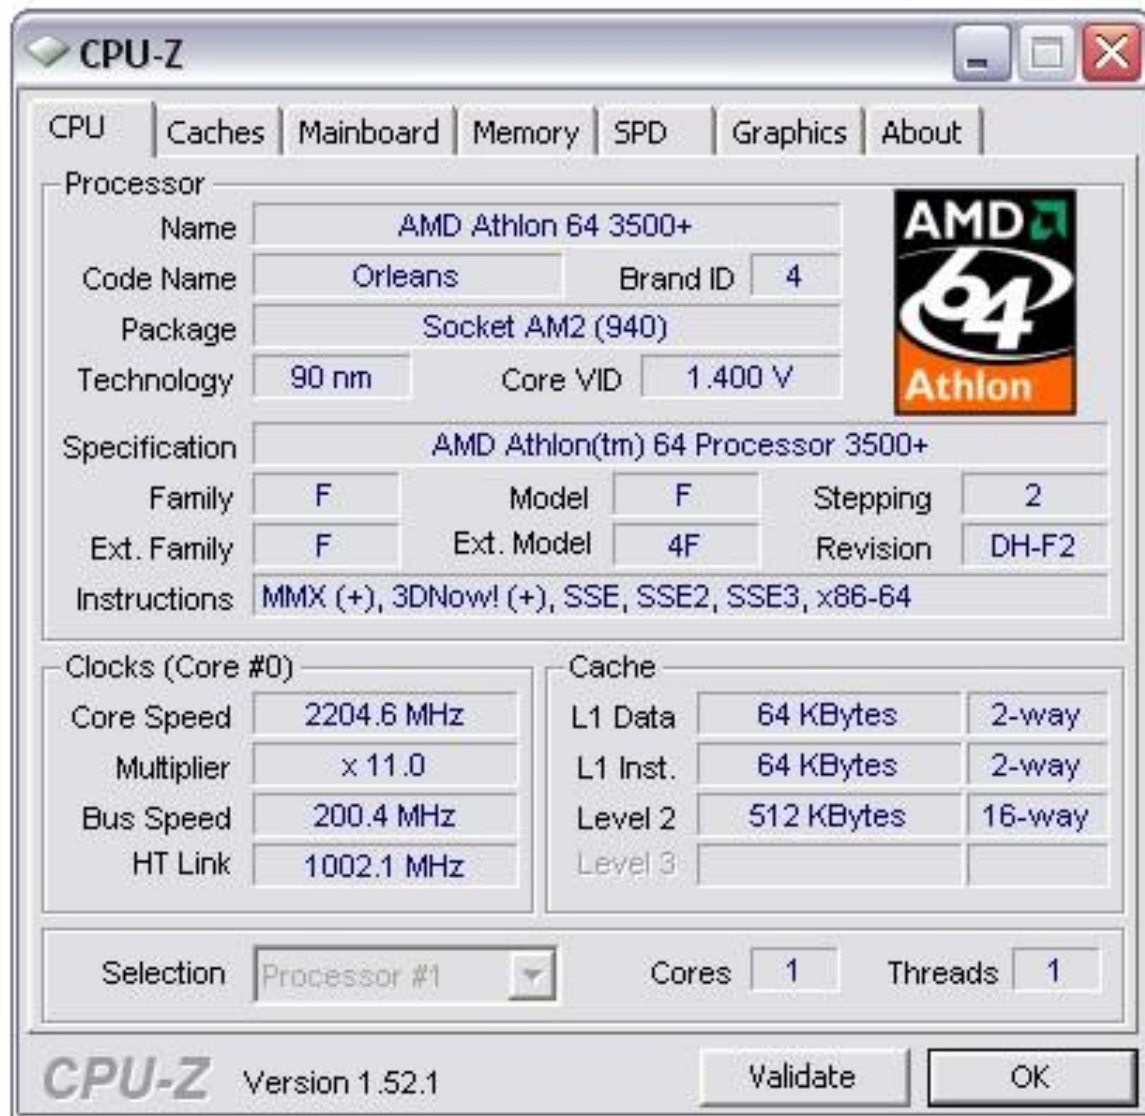 CPU-Z
CPU Caches Mainboard Memory SPD Graphics About
Processor
Name AMD Athlon 64 3500+
Code Name Orleans Brand ID 4
Package Socket AM2 (940)
Technology 90 nm Core VID 1.400 V
AMD
64
Athlon
Specification AMD Athlon(tm) 64 Processor 3500+
Family F Model F Stepping 2
Ext. Family F Ext. Model 4F Revision DH-F2
Instructions MMX (+), 3DNow! (+), SSE, SSE2, SSE3, x86-64
Clocks (Core #0)
Core Speed 2204.6 MHz
Multiplier x 11.0
Bus Speed 200.4 MHz
HT Link 1002.1 MHz
Cache
L1 Data 64 KBytes 2-way
L1 Inst. 64 KBytes 2-way
Level 2 512 KBytes 16-way
Level 3
Selection Processor #1 Cores 1 Threads 1
CPU-Z Version 1.52.1 Validate OK